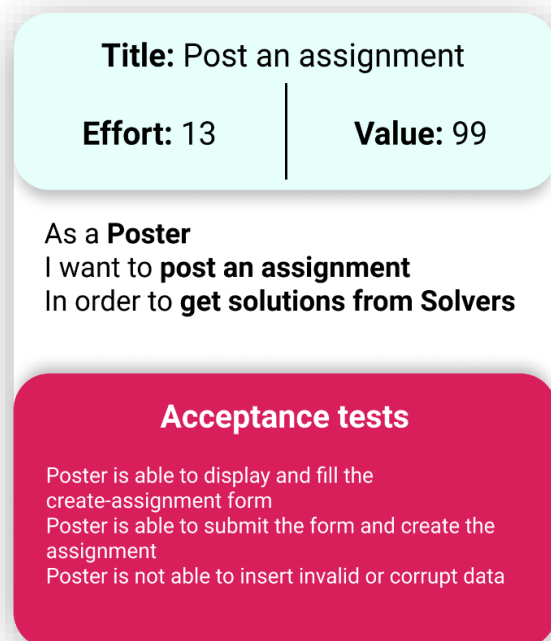 Title: Post an assignment
Effort: 13
Value: 99
As a Poster
I want to post an assignment
In order to get solutions from Solvers
Acceptance tests
Poster is able to display and fill the
create-assignment form
Poster is able to submit the form and create the
assignment
Poster is not able to insert invalid or corrupt data